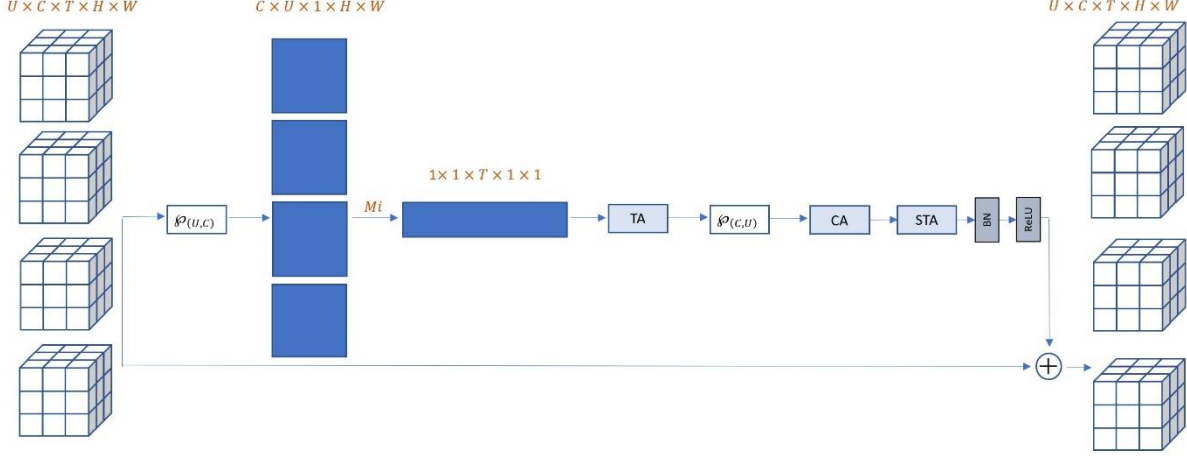 U × C × T × H × W
C × U × 1 × H × W
U × C × T × H × W
1 × 1 × T × 1 × 1
Mi
℘(U,C)
TA
℘(C,U)
CA
STA
BN
ReLU
+